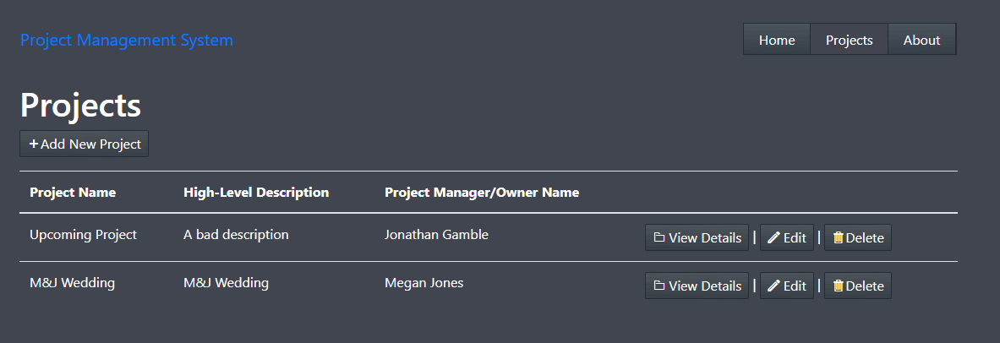 Project Management System
Home Projects About
Projects
+Add New Project
Project Name High-Level Description Project Manager/Owner Name
Upcoming Project A bad description Jonathan Gamble View Details | Edit | Delete
M&J Wedding M&J Wedding Megan Jones View Details | Edit | Delete